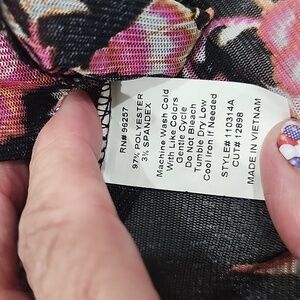 RN# 96257
97% POLYESTER
3% SPANDEX
Machine Wash Cold
With Like Colors
Gentle Cycle
Do Not Bleach
Tumble Dry Low
Cool Iron If Needed
STYLE# 110314A
CUT# 12898
MADE IN VIETNAM